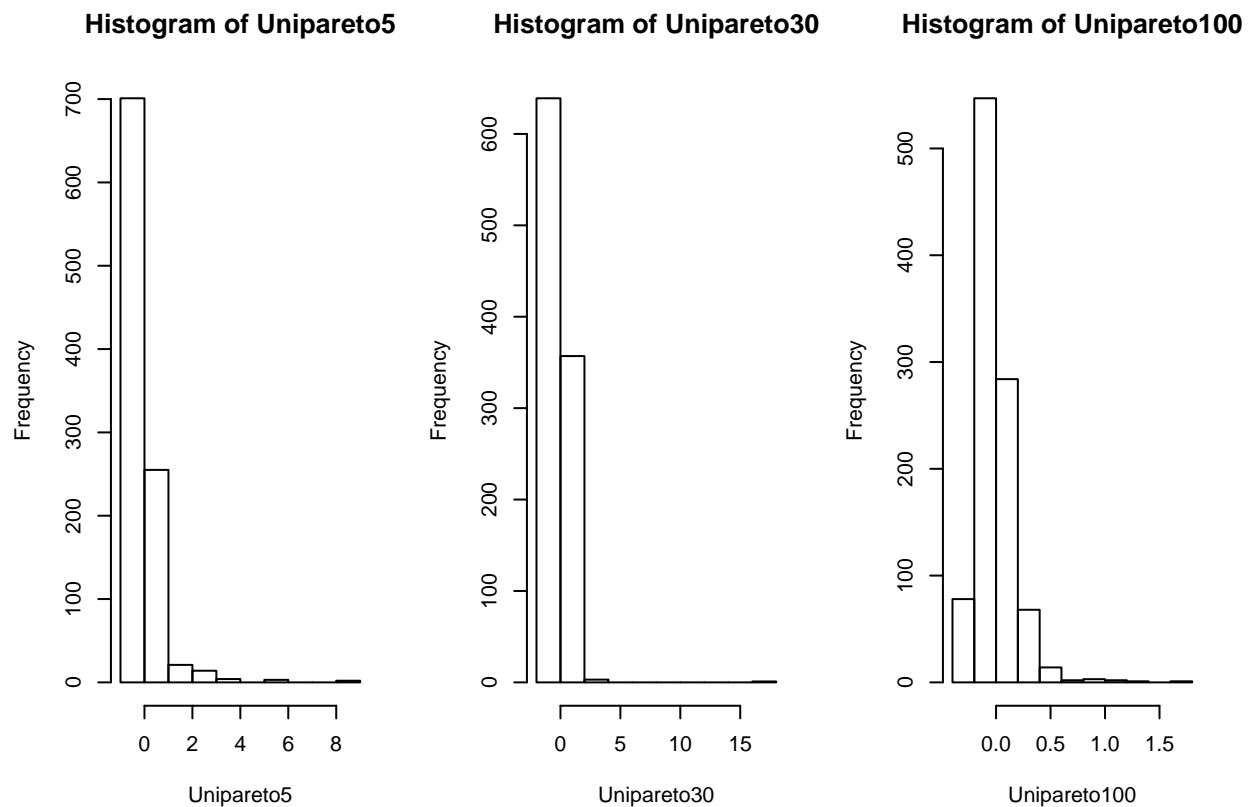 Histogram of Unipareto5
Frequency
700
600
500
400
300
200
100
0
0 2 4 6 8
Unipareto5
Histogram of Unipareto30
Frequency
600
500
400
300
200
100
0
0 5 10 15
Unipareto30
Histogram of Unipareto100
Frequency
500
400
300
200
100
0
0.0 0.5 1.0 1.5
Unipareto100